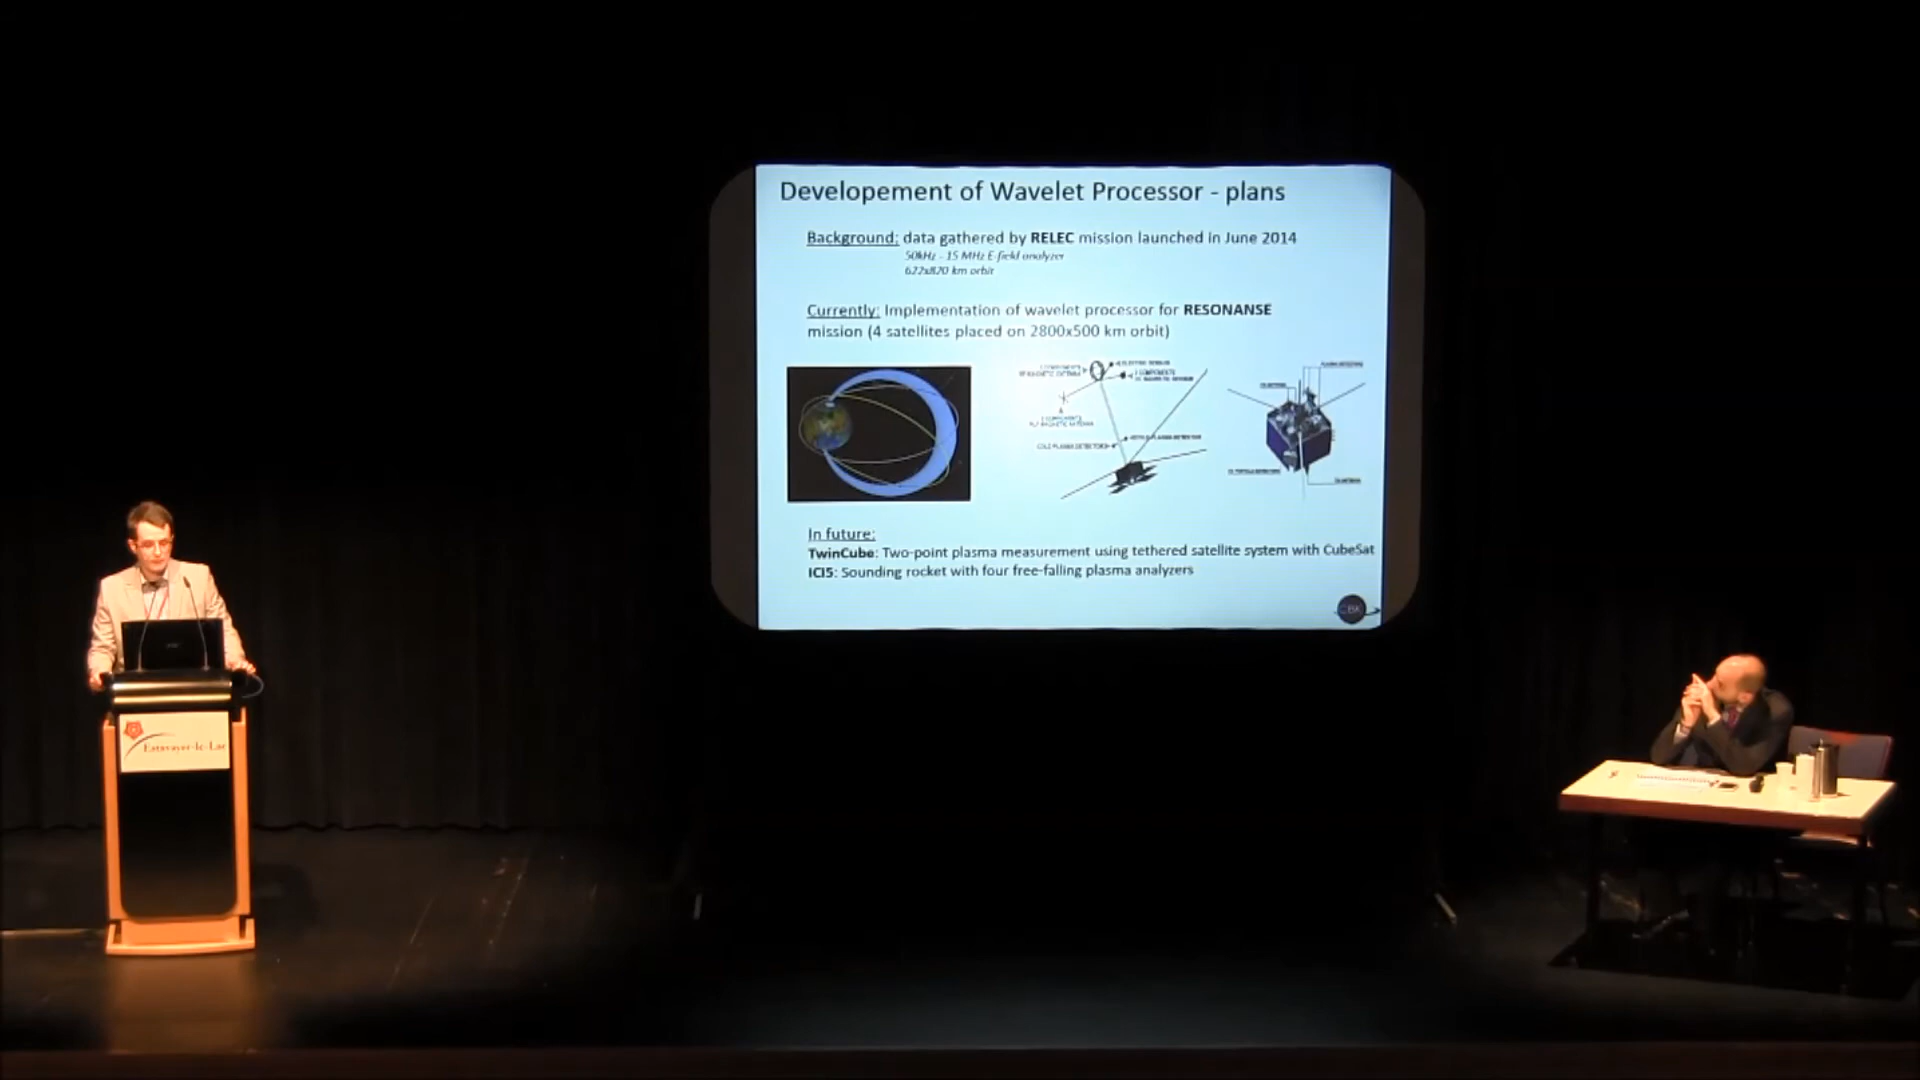 Developement of Wavelet Processor - plans
Background: data gathered by RELEC mission launched in June 2014
50kHz - 15 MHz E-field analyzer
622x820 km orbit
Currently: Implementation of wavelet processor for RESONANSE
mission (4 satellites placed on 2800x500 km orbit)
COLD PLASMA DETECTOR
In future:
TwinCube: Two-point plasma measurement using tethered satellite system with CubeSat
ICI5: Sounding rocket with four free-falling plasma analyzers
Estavayer-le-Lac